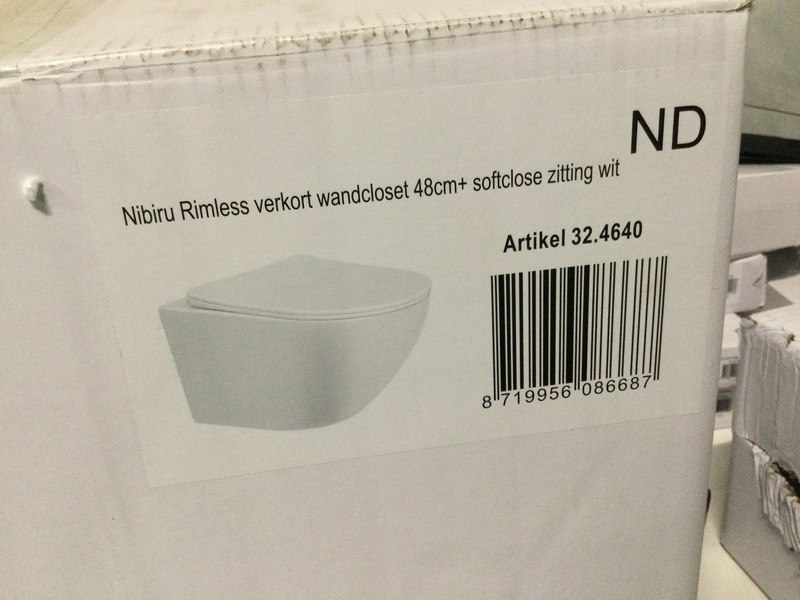 ND
Nibiru Rimless verkort wandcloset 48cm+ softclose zitting wit
Artikel 32.4640
8 719956 086687